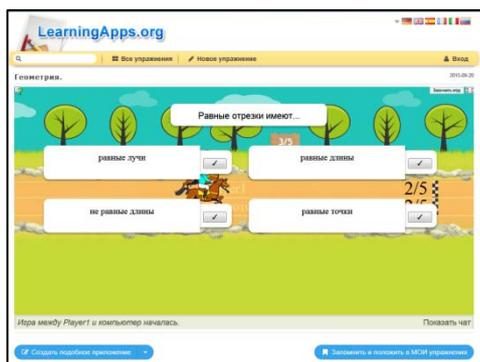 LearningApps.org
Все упражнения
Новое упражнение
Вход
Геометрия.
2015-09-20
Равные отрезки имеют...
3/5
равные лучи
равные длины
2/5
не равные длины
равные точки
2/5
Игра между Player1 и компьютер началась.
Показать чат
Создать подобное приложение
Запомнить и положить в МОИ упражнения